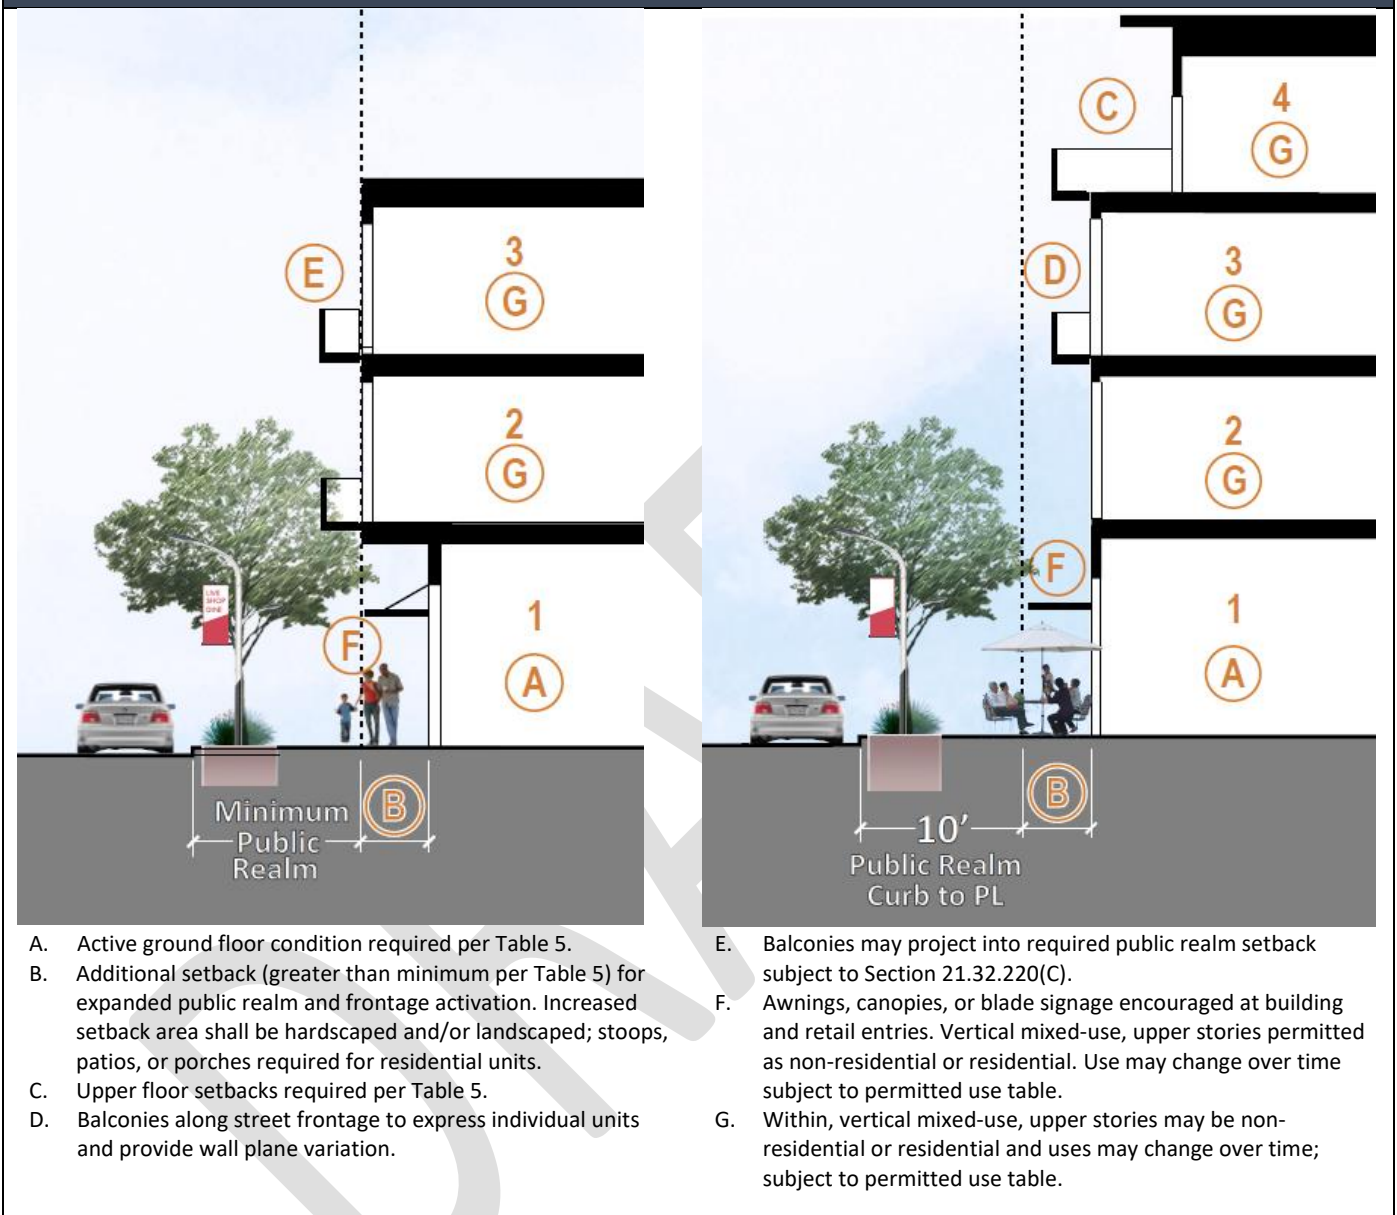 3
E
G
2
G
LIVE
SHOP
DINE
1
F
A
Minimum
Public
Realm
B
4
C
G
3
D
G
2
G
F
1
A
B
10’
Public Realm
Curb to PL
A. Active ground floor condition required per Table 5.
B. Additional setback (greater than minimum per Table 5) for
expanded public realm and frontage activation. Increased
setback area shall be hardscaped and/or landscaped; stoops,
patios, or porches required for residential units.
C. Upper floor setbacks required per Table 5.
D. Balconies along street frontage to express individual units
and provide wall plane variation.
E. Balconies may project into required public realm setback
subject to Section 21.32.220(C).
F. Awnings, canopies, or blade signage encouraged at building
and retail entries. Vertical mixed-use, upper stories permitted
as non-residential or residential. Use may change over time
subject to permitted use table.
G. Within, vertical mixed-use, upper stories may be non-
residential or residential and uses may change over time;
subject to permitted use table.